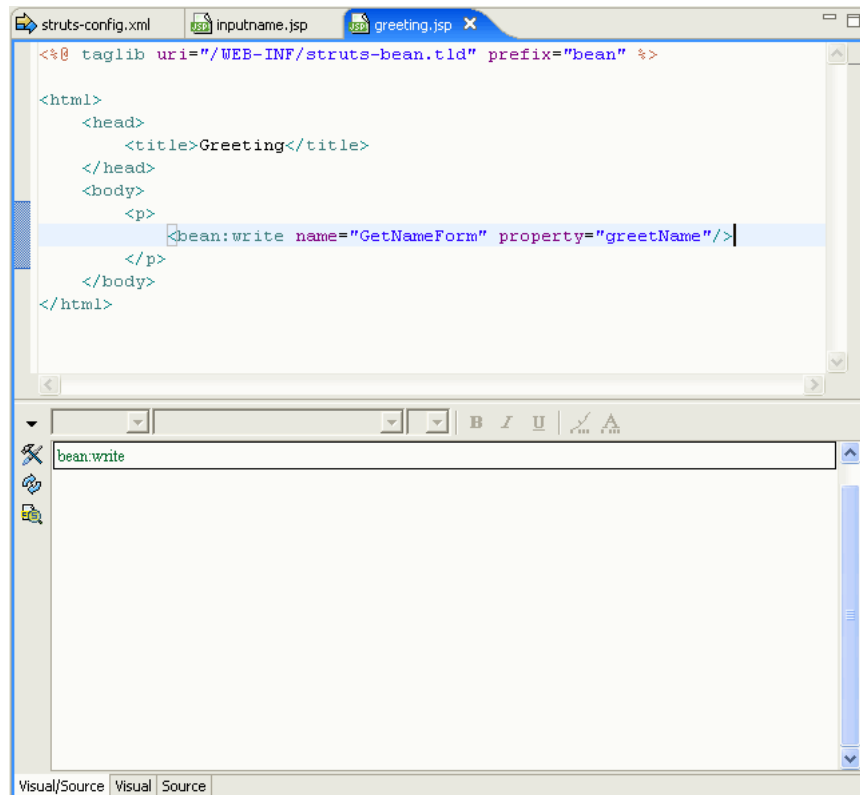 struts-config.xml inputname.jsp greeting.jsp
<%@ taglib uri="/WEB-INF/struts-bean.tld" prefix="bean" %>
<html>
<head>
<title>Greeting</title>
</head>
<body>
<p>
<bean:write name="GetNameForm" property="greetName"/>
</p>
</body>
</html>
B I U A
bean:write
Visual/Source Visual Source